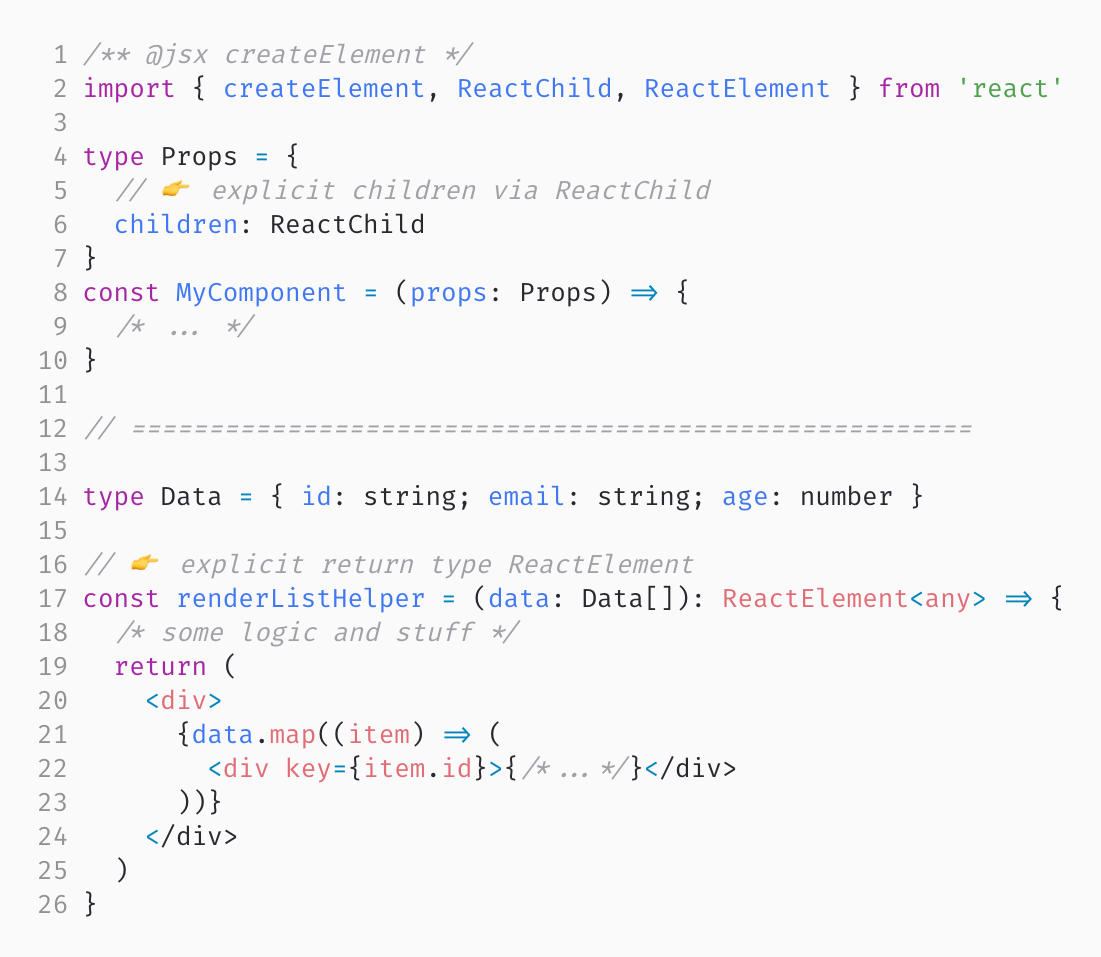 1 /** @jsx createElement */
2 import { createElement, ReactChild, ReactElement } from 'react'
3
4 type Props = {
5   // 👉 explicit children via ReactChild
6   children: ReactChild
7 }
8 const MyComponent = (props: Props) => {
9   /* ... */
10 }
11
12 // ======================================================
13
14 type Data = { id: string; email: string; age: number }
15
16 // 👉 explicit return type ReactElement
17 const renderListHelper = (data: Data[]): ReactElement<any> => {
18   /* some logic and stuff */
19   return (
20     <div>
21       {data.map((item) => (
22         <div key={item.id}>{/*...*/}</div>
23       ))}
24     </div>
25   )
26 }